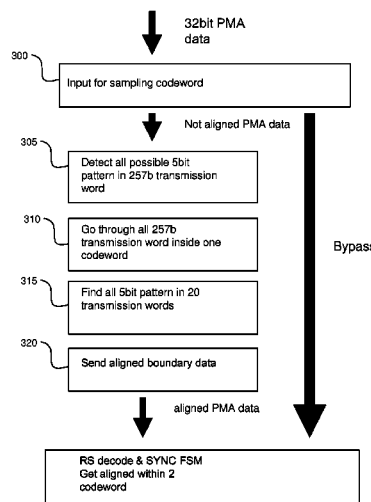 32bit PMA
data
300
Input for sampling codeword
Not aligned PMA data
305
Detect all possible 5bit
pattern in 257b transmission
word
310
Go through all 257b
transmission word inside one
codeword
Bypass
315
Find all 5bit pattern in 20
transmission words
320
Send aligned boundary data
aligned PMA data
RS decode & SYNC FSM
Get aligned within 2
codeword